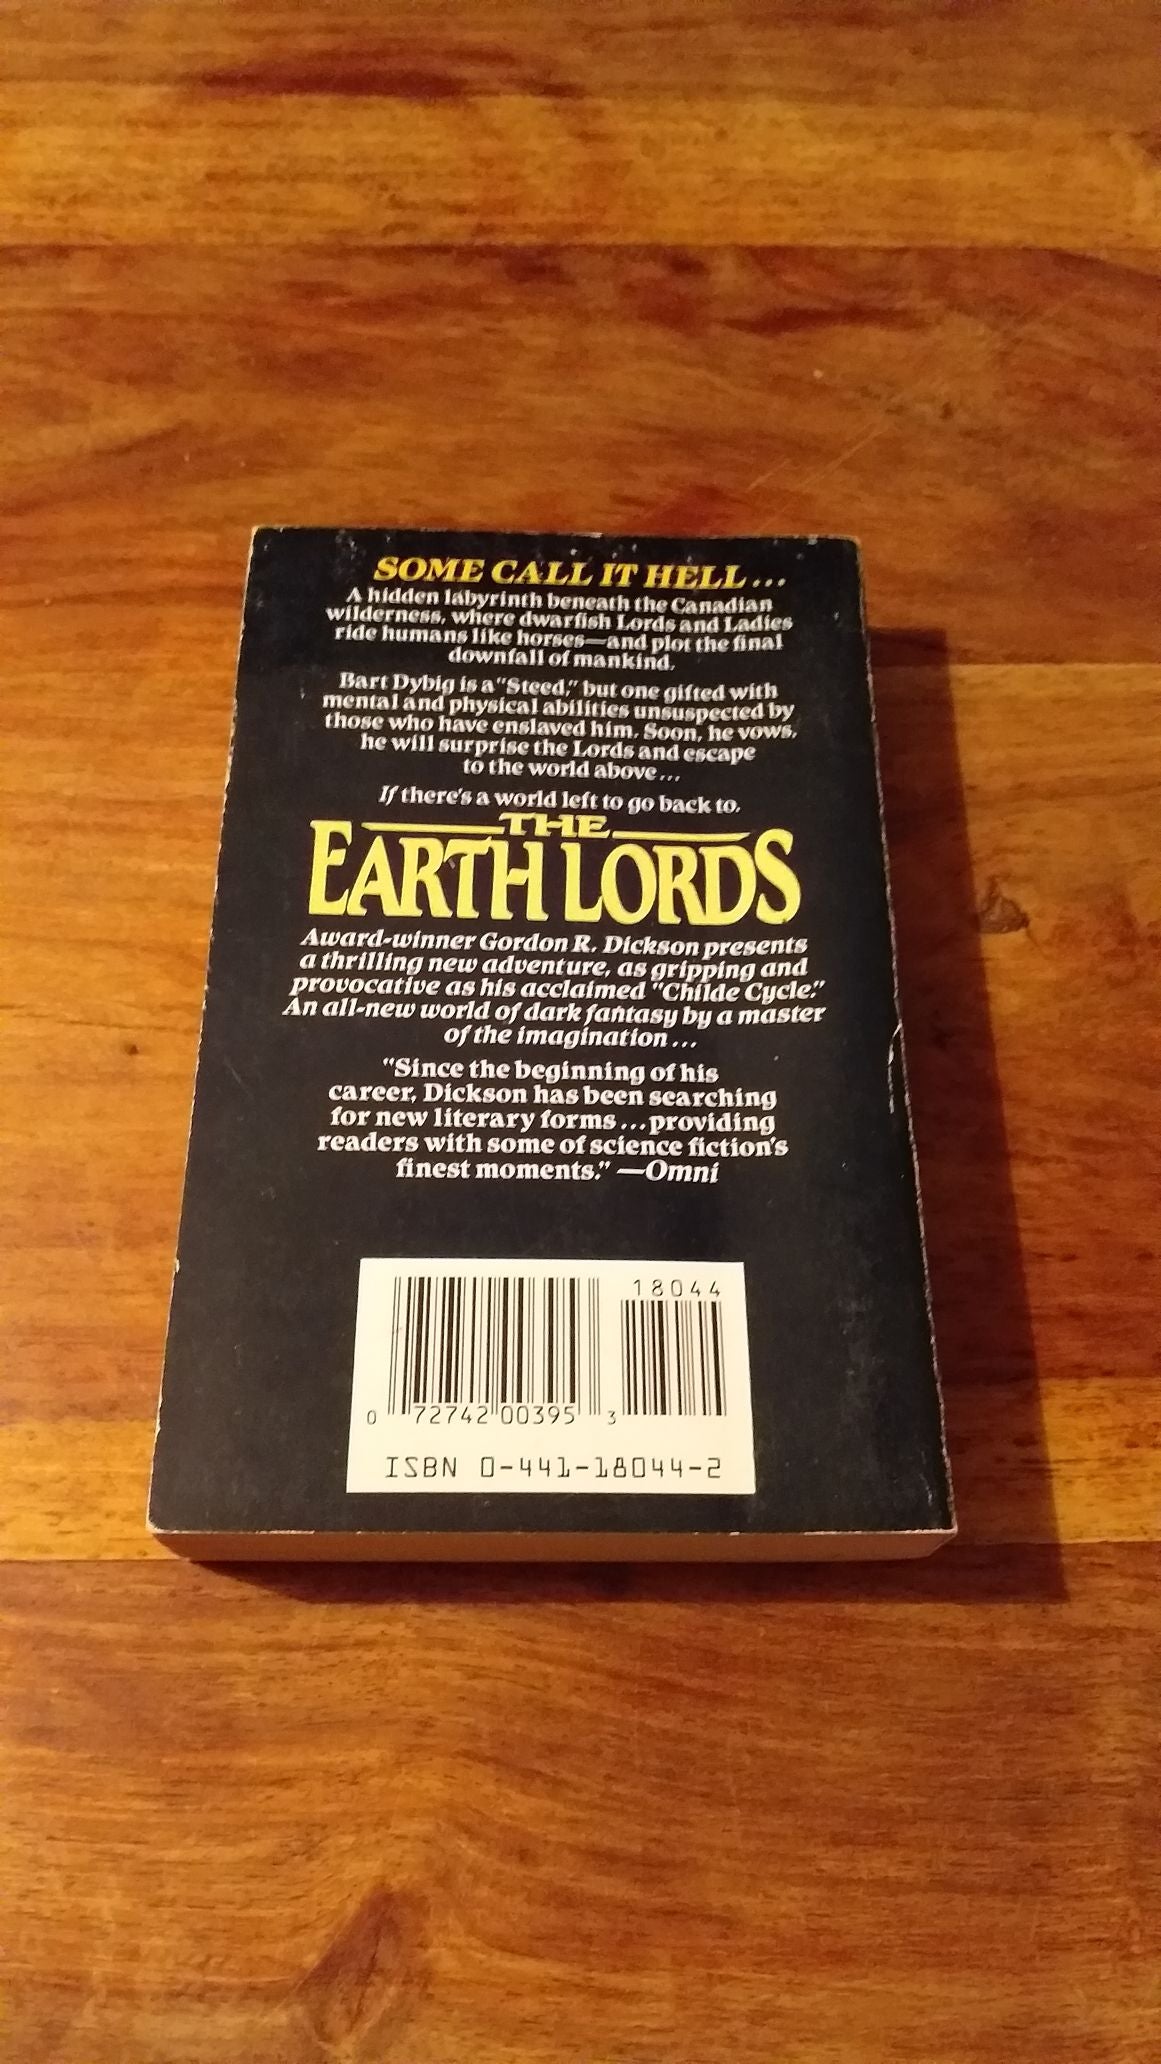 SOME CALL IT HELL...
A hidden labyrinth beneath the Canadian
wilderness, where dwarfish Lords and Ladies
ride humans like horses—and plot the final
downfall of mankind.
Bart Dybig is a "Steed," but one gifted with
mental and physical abilities unsuspected by
those who have enslaved him. Soon, he vows,
he will surprise the Lords and escape
to the world above...
If there's a world left to go back to.
THE
EARTH LORDS
Award-winner Gordon R. Dickson presents
a thrilling new adventure, as gripping and
provocative as his acclaimed "Childe Cycle."
An all-new world of dark fantasy by a master
of the imagination...
"Since the beginning of his
career, Dickson has been searching
for new literary forms...providing
readers with some of science fiction's
finest moments." —Omni
18044
0 72742 00395 3
ISBN 0-441-18044-2